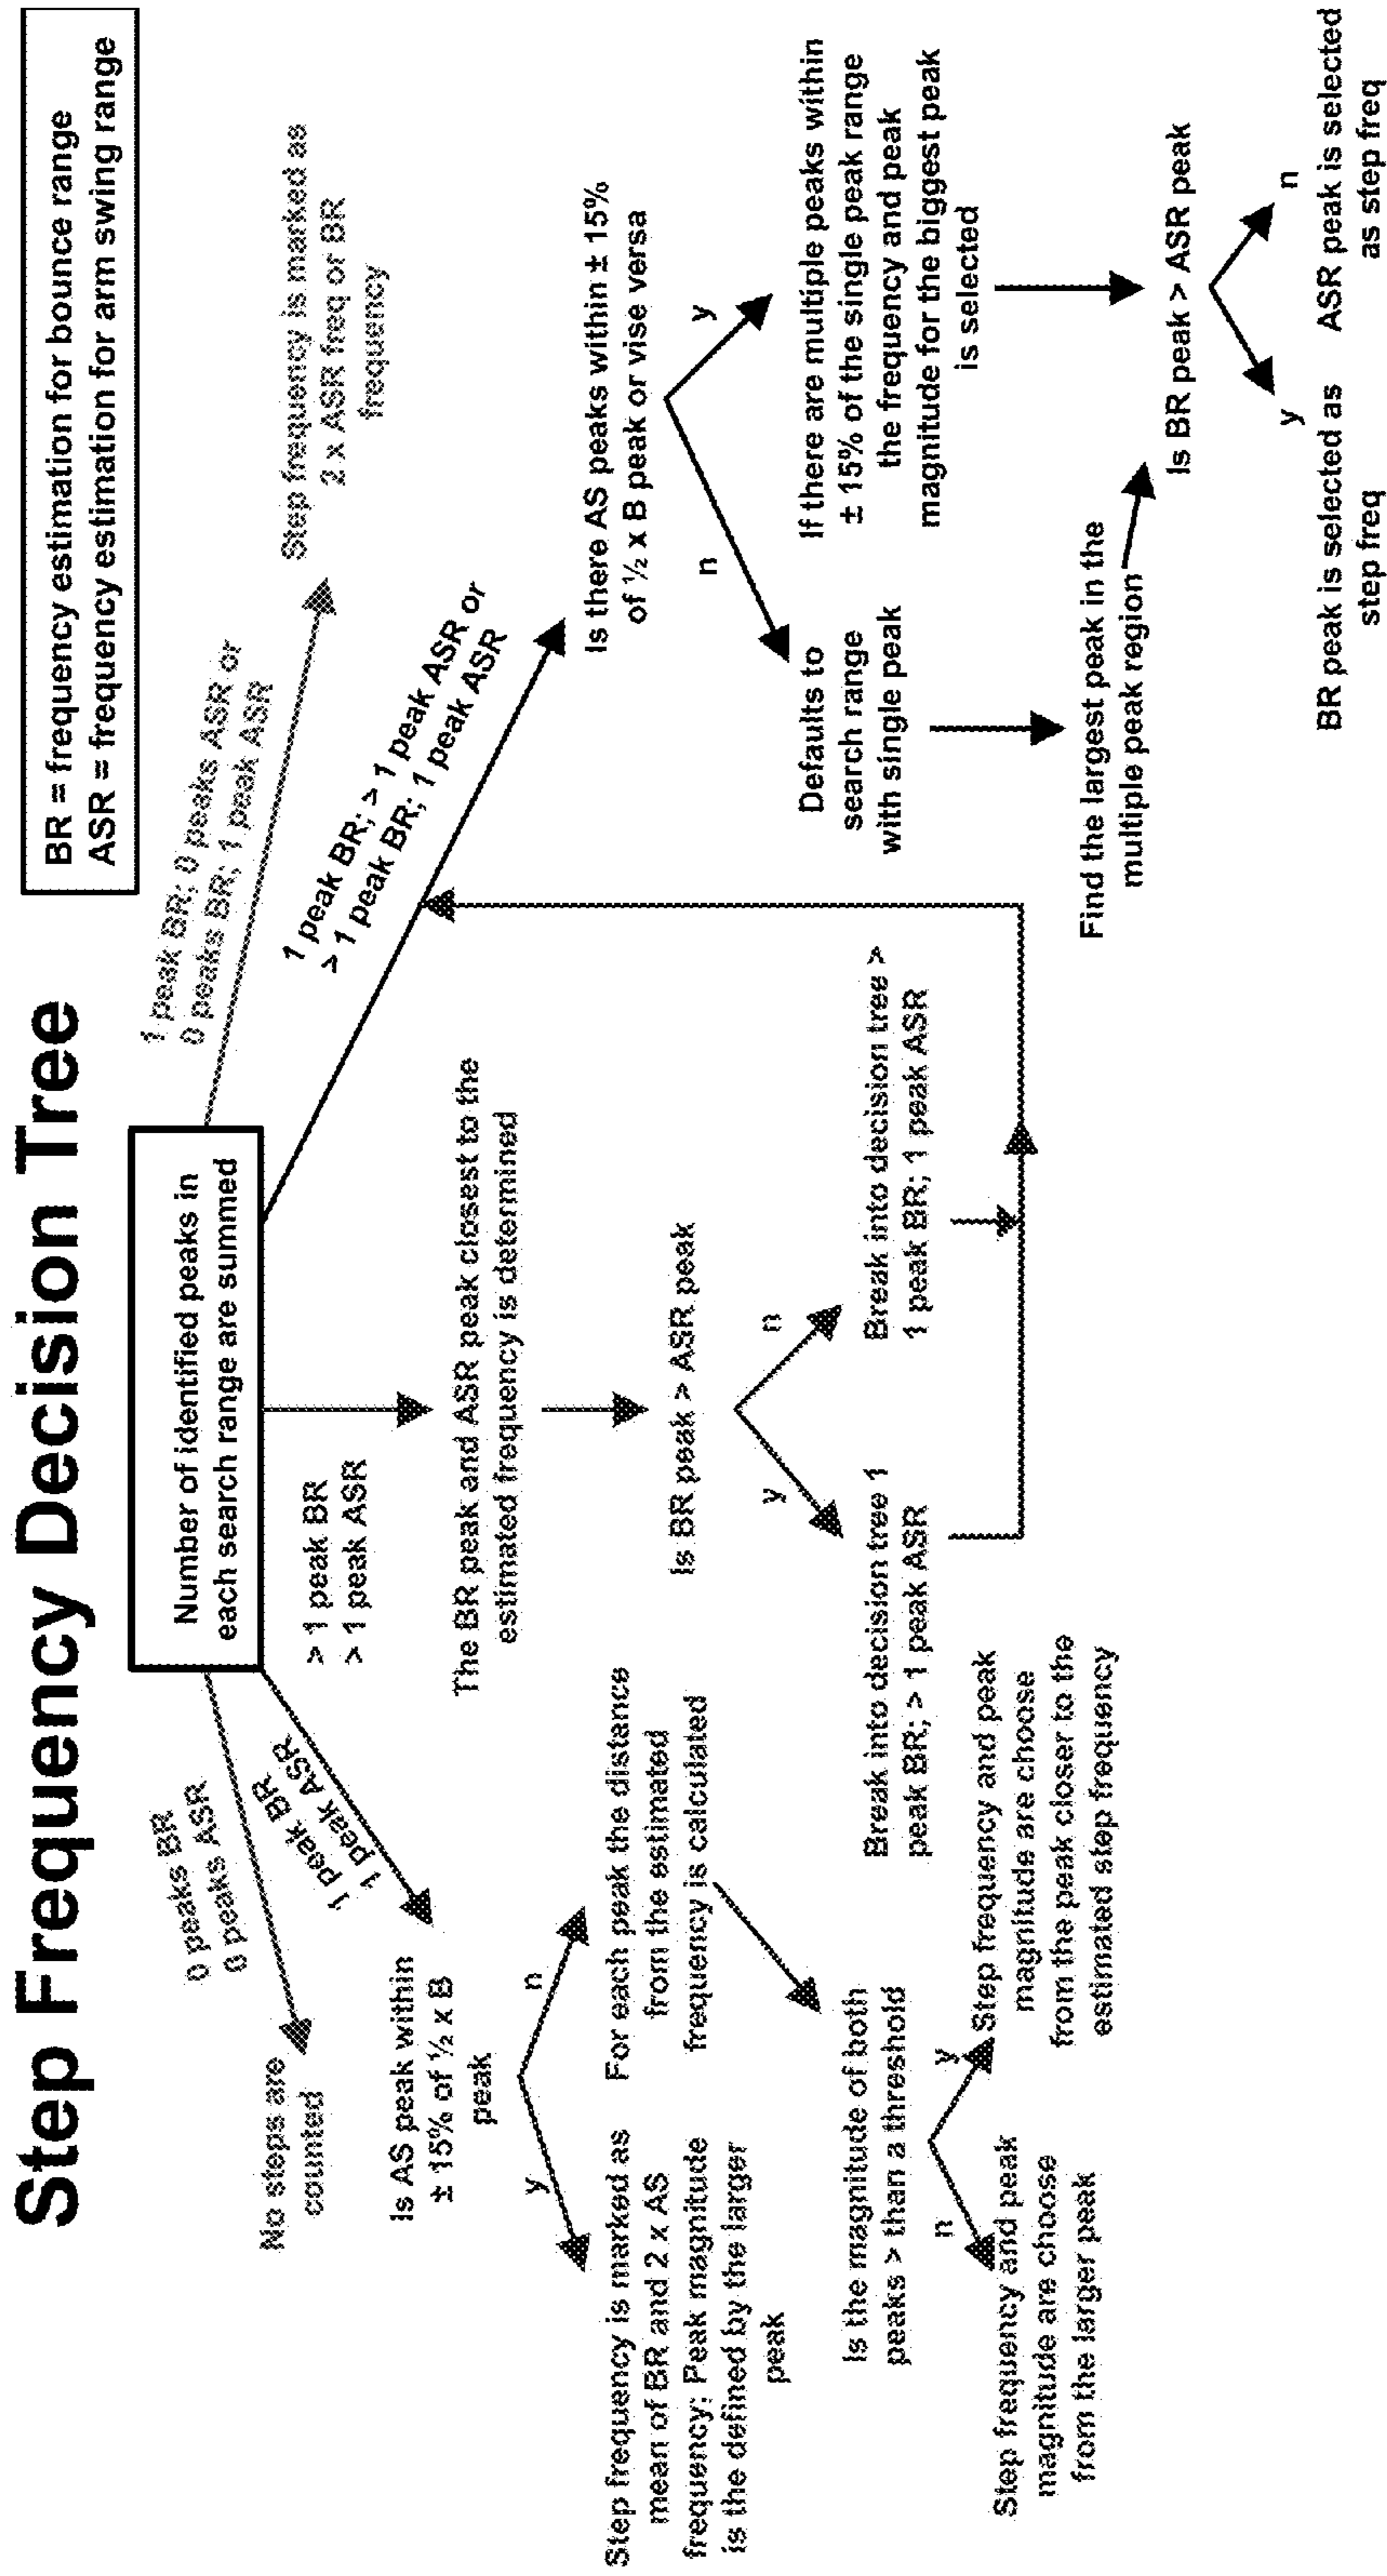 Step Frequency Decision Tree
BR = frequency estimation for bounce range
ASR = frequency estimation for arm swing range
Number of identified peaks in
each search range are summed
0 peaks BR
0 peaks ASR
No steps are
counted
1 peak BR
1 peak ASR
Is AS peak within
± 15% of ½ x B
peak
y
n
Step frequency is marked as
mean of BR and 2 x AS
frequency; Peak magnitude
is the defined by the larger
peak
For each peak the distance
from the estimated
frequency is calculated
Is the magnitude of both
peaks > than a threshold
n
y
Step frequency and peak
magnitude are choose
from the larger peak
Step frequency and peak
magnitude are choose
from the peak closer to the
estimated step frequency
> 1 peak BR
> 1 peak ASR
The BR peak and ASR peak closest to the
estimated frequency is determined
Is BR peak > ASR peak
y
n
Break into decision tree 1
peak BR; > 1 peak ASR
Break into decision tree >
1 peak BR; 1 peak ASR
1 peak BR; > 1 peak ASR or
> 1 peak BR; 1 peak ASR
Is there AS peaks within ± 15%
of ½ x B peak or vise versa
n
y
Defaults to
search range
with single peak
If there are multiple peaks within
± 15% of the single peak range
the frequency and peak
magnitude for the biggest peak
is selected
Find the largest peak in the
multiple peak region
Is BR peak > ASR peak
y
n
BR peak is selected as
step freq
ASR peak is selected
as step freq
1 peak BR; 0 peaks ASR or
0 peaks BR; 1 peak ASR
Step frequency is marked as
2 x ASR freq or BR
frequency